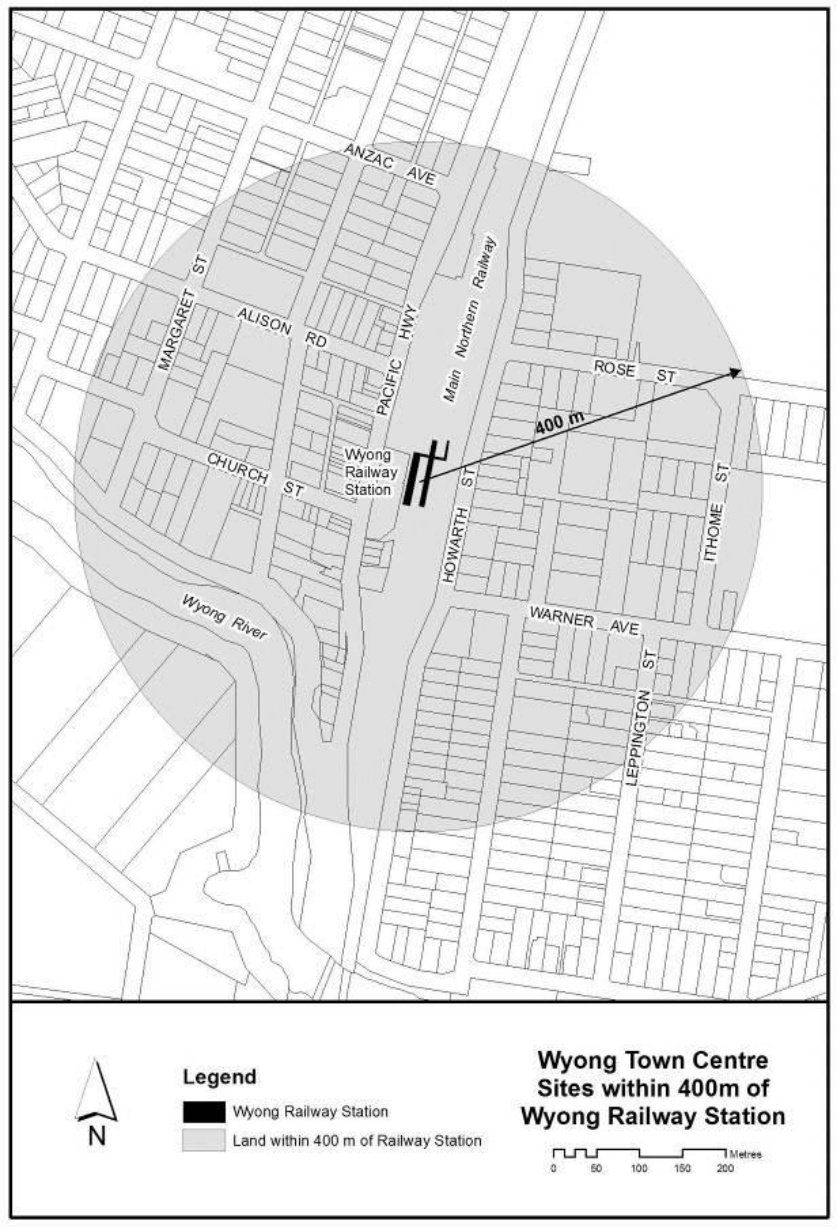 ANZAC AVE
MARGARET ST
ALISON RD
PACIFIC HWY
Main Northern Railway
ROSE ST
400 m
Wyong
Railway
Station
CHURCH ST
HOWARTH ST
ITHOME ST
Wyong River
WARNER AVE
LEPPINGTON ST
N
Legend
Wyong Railway Station
Land within 400 m of Railway Station
Wyong Town Centre
Sites within 400m of
Wyong Railway Station
Metres
0 50 100 150 200